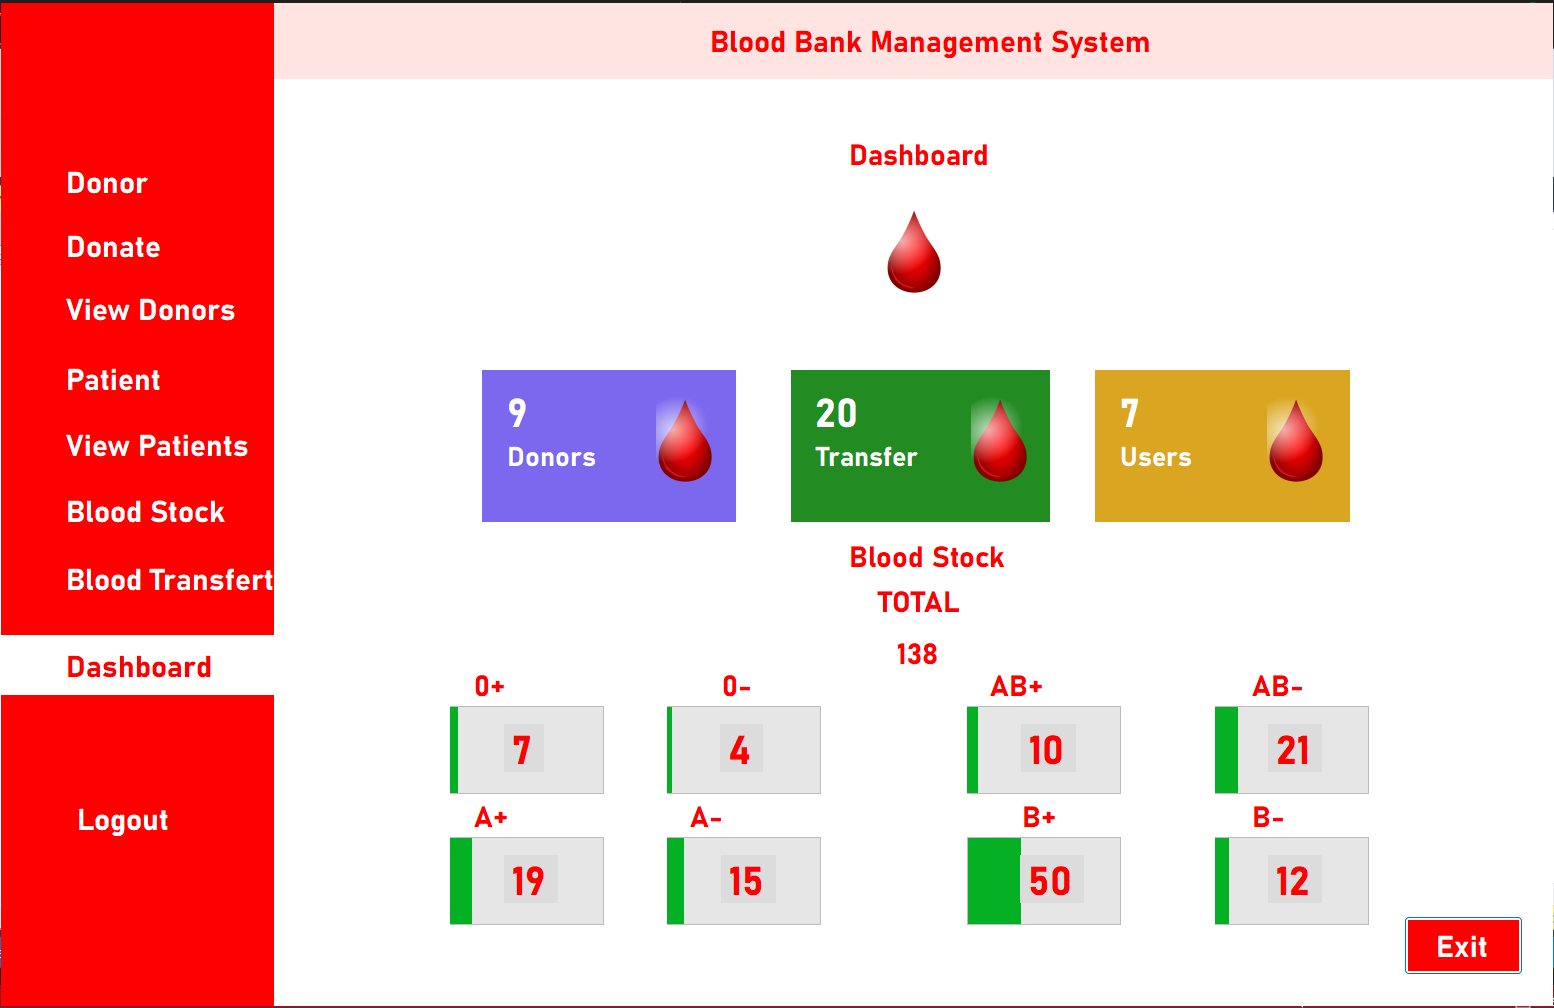 Blood Bank Management System
Donor
Donate
View Donors
Patient
View Patients
Blood Stock
Blood Transfert
Dashboard
Logout
Dashboard
9
Donors
20
Transfer
7
Users
Blood Stock
TOTAL
138
0+ 0- AB+ AB-
7 4 10 21
A+ A- B+ B-
19 15 50 12
Exit